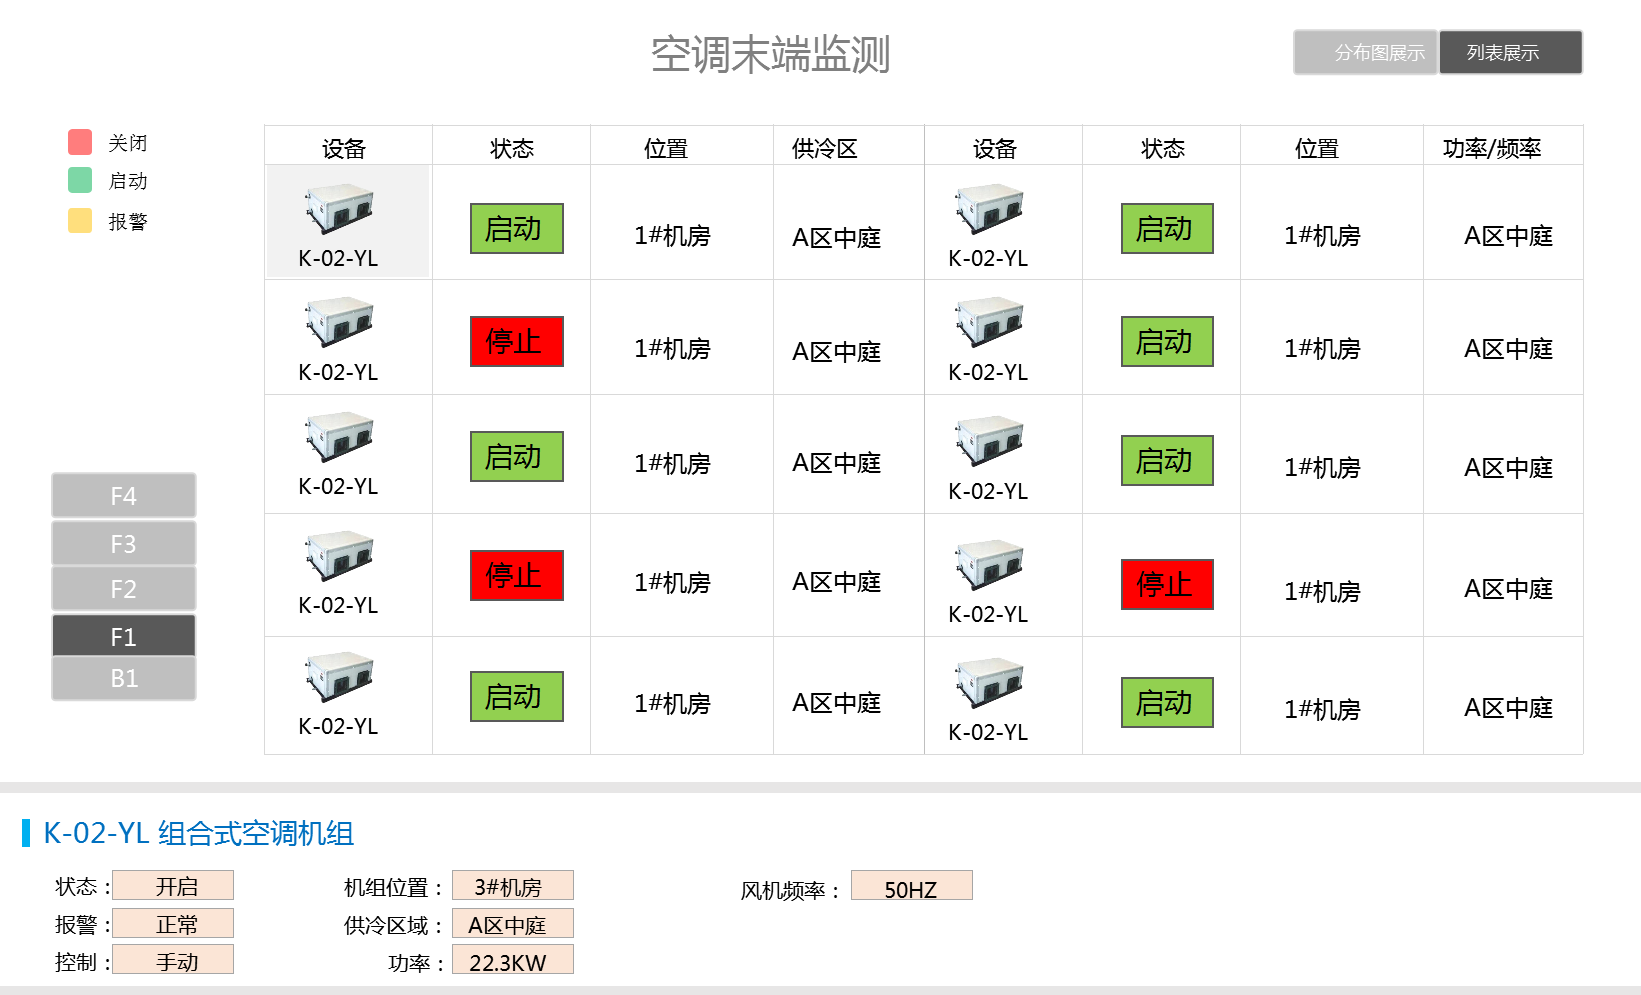 空调末端监测
分布图展示 列表展示
关闭
启动
报警
设备 状态 位置 供冷区 设备 状态 位置 功率/频率
启动 1#机房 A区中庭 启动 1#机房 A区中庭
K-02-YL K-02-YL
停止 1#机房 A区中庭 启动 1#机房 A区中庭
K-02-YL K-02-YL
启动 1#机房 A区中庭 启动 1#机房 A区中庭
K-02-YL K-02-YL
停止 1#机房 A区中庭 停止 1#机房 A区中庭
K-02-YL K-02-YL
启动 1#机房 A区中庭 启动 1#机房 A区中庭
K-02-YL K-02-YL
F4
F3
F2
F1
B1
K-02-YL 组合式空调机组
状态：开启 机组位置：3#机房 风机频率：50HZ
报警：正常 供冷区域：A区中庭
控制：手动 功率：22.3KW